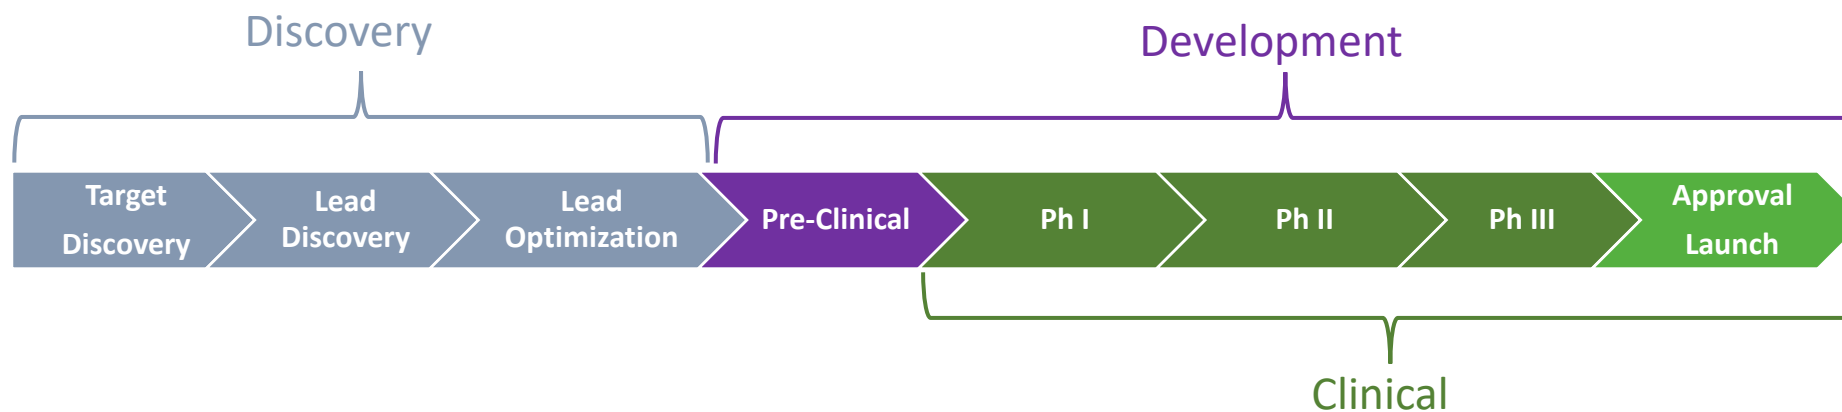 Discovery
Development
Target
Discovery
Lead
Discovery
Lead
Optimization
Pre-Clinical
Ph I
Ph II
Ph III
Approval
Launch
Clinical